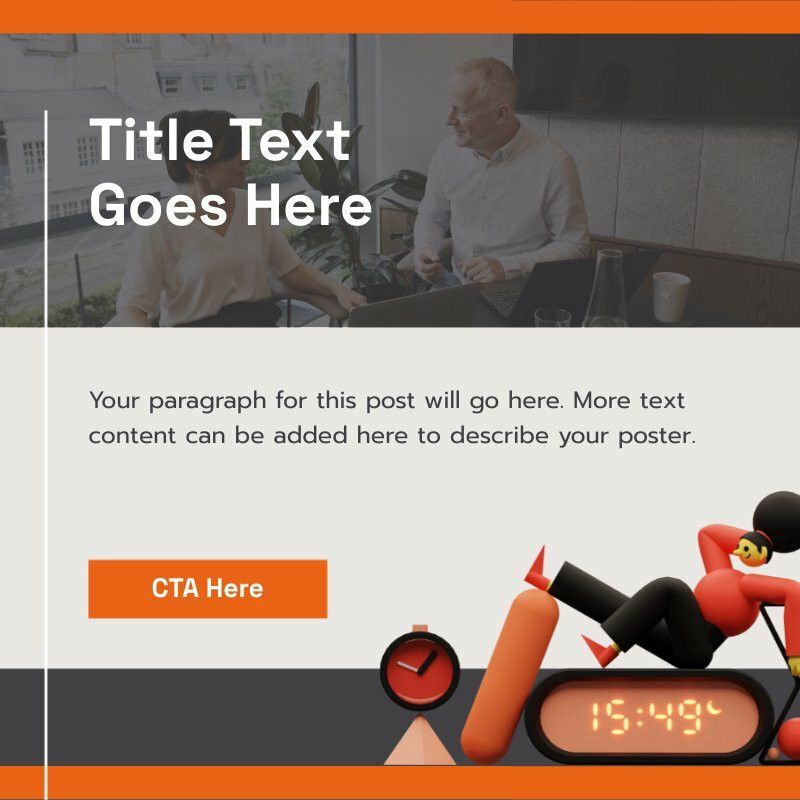 Title Text
Goes Here
Your paragraph for this post will go here. More text
content can be added here to describe your poster.
CTA Here
15:49